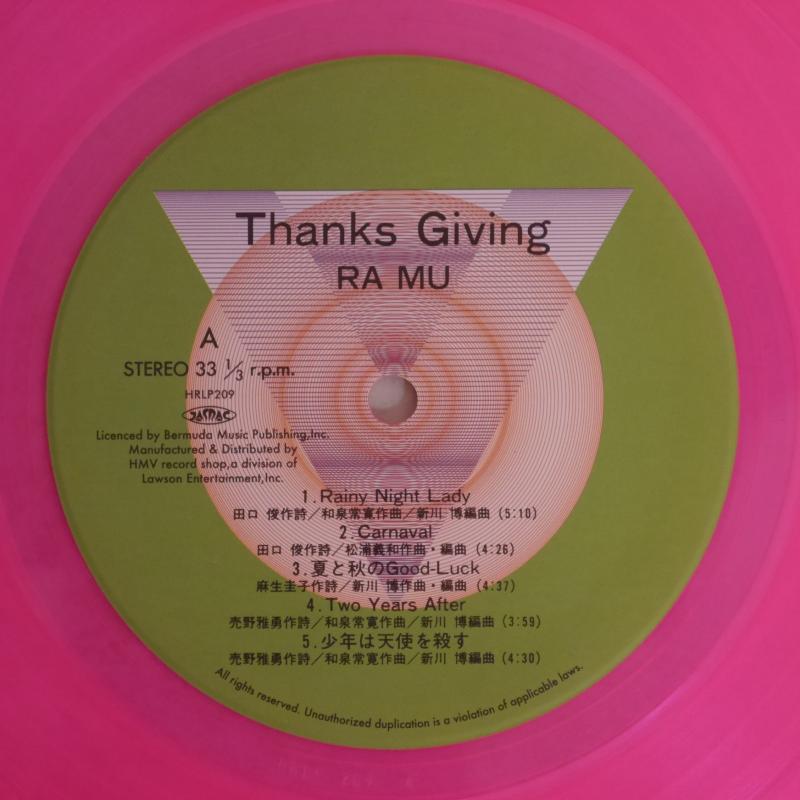 Thanks Giving
RA MU
A
STEREO 33 1/3 r.p.m.
HRLP209
JASRAC
Licenced by Bermuda Music Publishing,Inc.
Manufactured & Distributed by
HMV record shop,a division of
Lawson Entertainment,Inc.
1.Rainy Night Lady
田口 俊作詩/和泉常寛作曲/新川 博編曲 (5:10)
2.Carnaval
田口 俊作詩/松浦義和作曲・編曲 (4:26)
3.夏と秋のGood-Luck
麻生圭子作詩/新川 博作曲・編曲 (4:37)
4.Two Years After
売野雅勇作詩/和泉常寛作曲/新川 博編曲 (3:59)
5.少年は天使を殺す
売野雅勇作詩/和泉常寛作曲/新川 博編曲 (4:30)
All rights reserved. Unauthorized duplication is a violation of applicable laws.